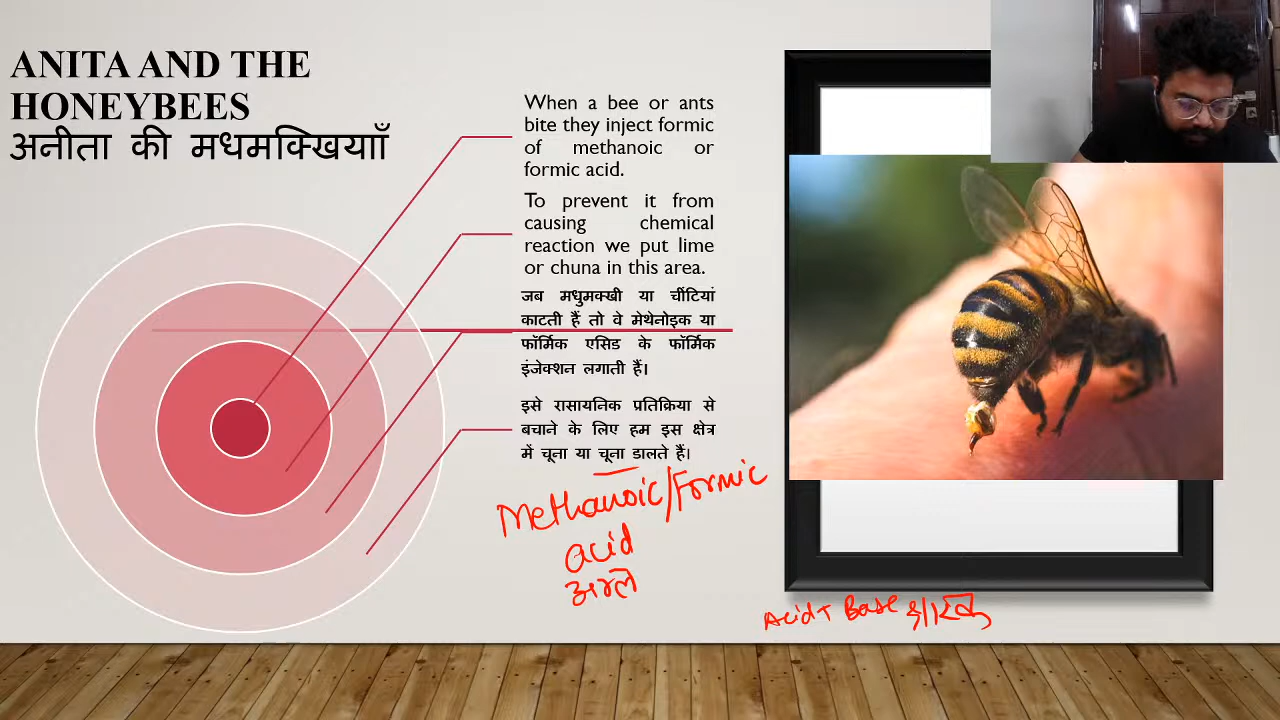 ANITA AND THE
HONEYBEES
अनीता की मधमक्खियााँ
When a bee or ants
bite they inject formic
of methanoic or
formic acid.
To prevent it from
causing chemical
reaction we put lime
or chuna in this area.
जब मधुमक्खी या चींटियां
काटती हैं तो वे मेथेनोइक या
फॉर्मिक एसिड के फॉर्मिक
इंजेक्शन लगाती हैं।
इसे रासायनिक प्रतिक्रिया से
बचाने के लिए हम इस क्षेत्र
में चूना या चूना डालते हैं।
Methanoic/Formic
acid
Acid + Base